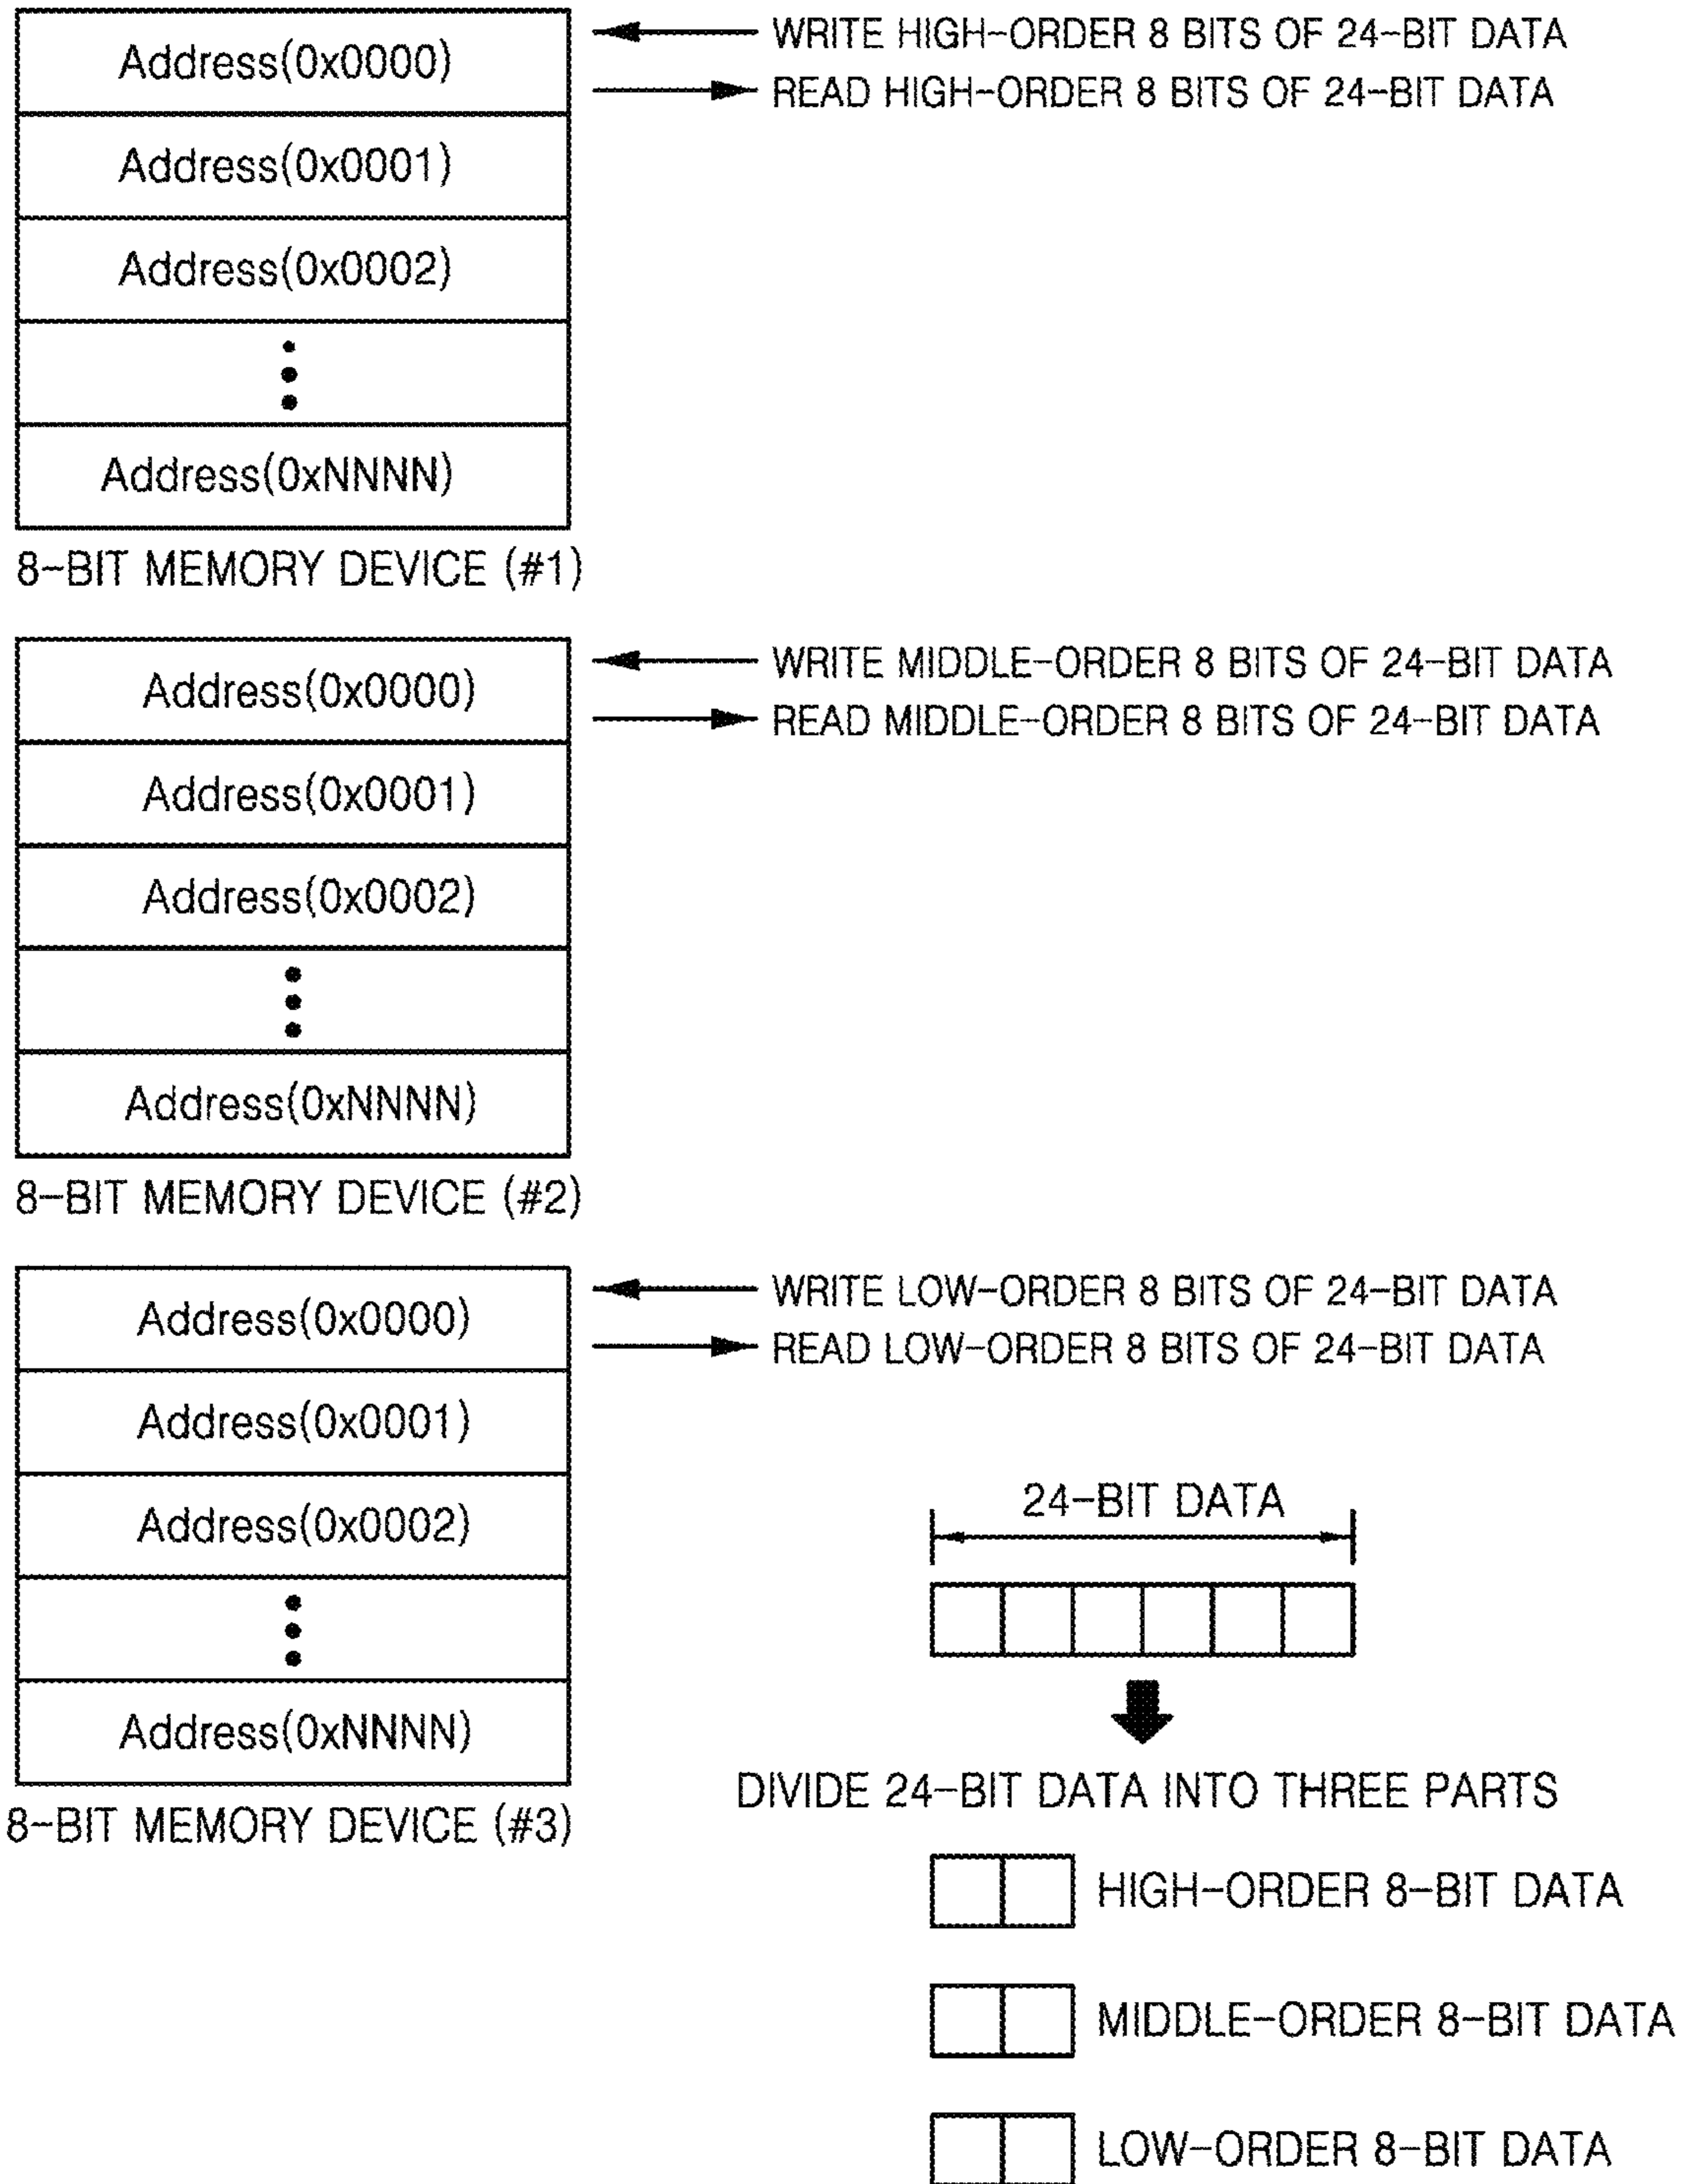 Address(0x0000)
WRITE HIGH-ORDER 8 BITS OF 24-BIT DATA
READ HIGH-ORDER 8 BITS OF 24-BIT DATA
Address(0x0001)
Address(0x0002)
Address(0xNNNN)
8-BIT MEMORY DEVICE (#1)
Address(0x0000)
WRITE MIDDLE-ORDER 8 BITS OF 24-BIT DATA
READ MIDDLE-ORDER 8 BITS OF 24-BIT DATA
Address(0x0001)
Address(0x0002)
Address(0xNNNN)
8-BIT MEMORY DEVICE (#2)
Address(0x0000)
WRITE LOW-ORDER 8 BITS OF 24-BIT DATA
READ LOW-ORDER 8 BITS OF 24-BIT DATA
Address(0x0001)
Address(0x0002)
Address(0xNNNN)
8-BIT MEMORY DEVICE (#3)
24-BIT DATA
DIVIDE 24-BIT DATA INTO THREE PARTS
HIGH-ORDER 8-BIT DATA
MIDDLE-ORDER 8-BIT DATA
LOW-ORDER 8-BIT DATA